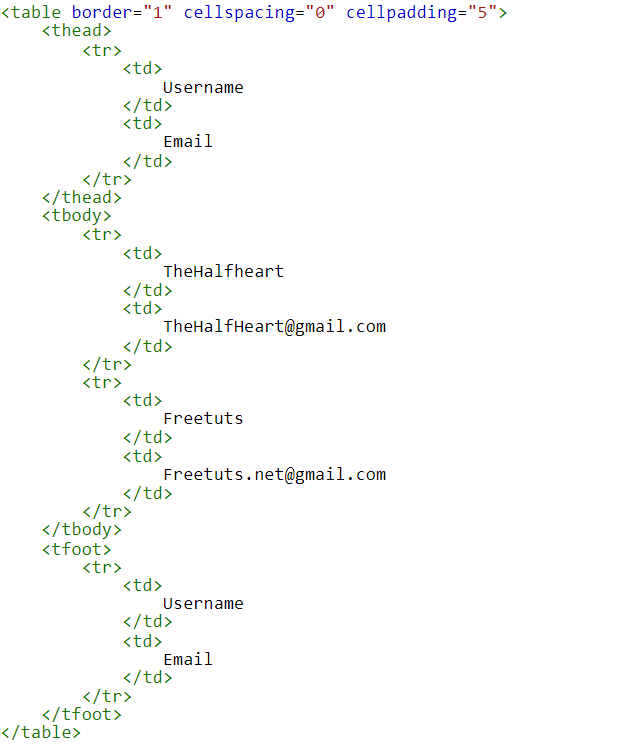 <table border="1" cellspacing="0" cellpadding="5">
    <thead>
        <tr>
            <td>
                Username
            </td>
            <td>
                Email
            </td>
        </tr>
    </thead>
    <tbody>
        <tr>
            <td>
                TheHalfheart
            </td>
            <td>
                TheHalfHeart@gmail.com
            </td>
        </tr>
        <tr>
            <td>
                Freetuts
            </td>
            <td>
                Freetuts.net@gmail.com
            </td>
        </tr>
    </tbody>
    <tfoot>
        <tr>
            <td>
                Username
            </td>
            <td>
                Email
            </td>
        </tr>
    </tfoot>
</table>